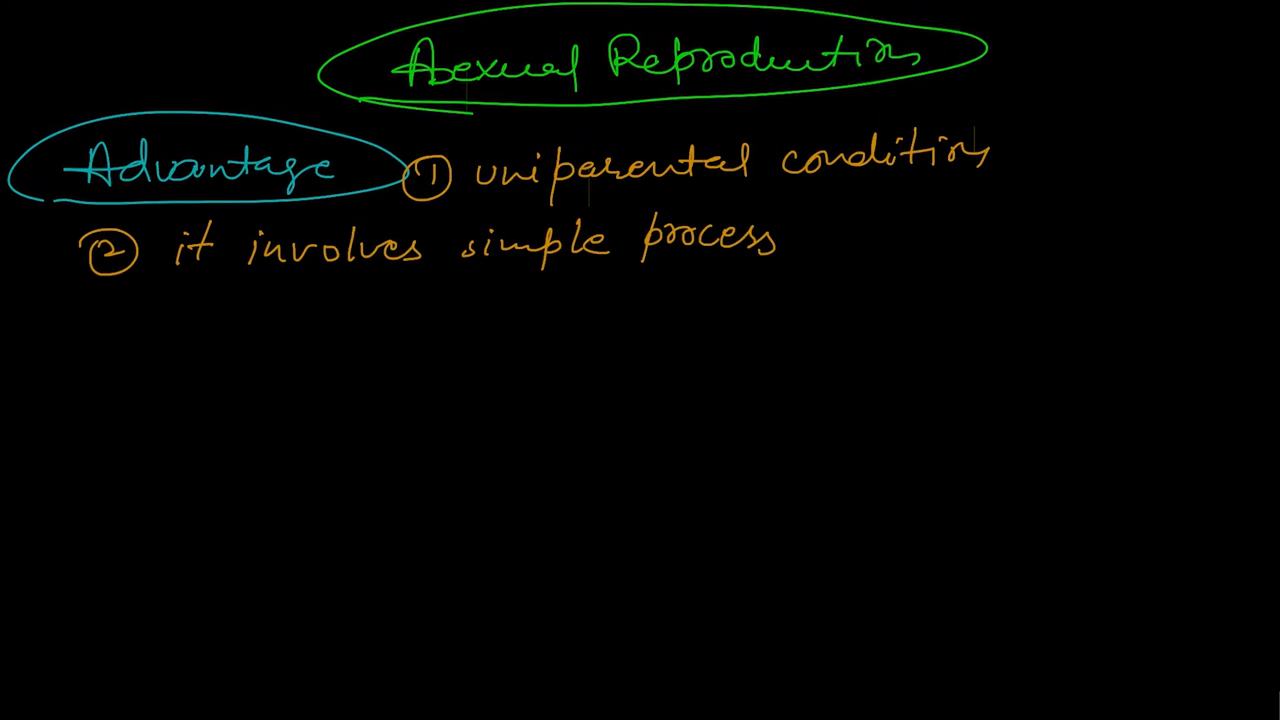 Asexual Reproduction
Advantage ① uniparental condition
② it involves simple process